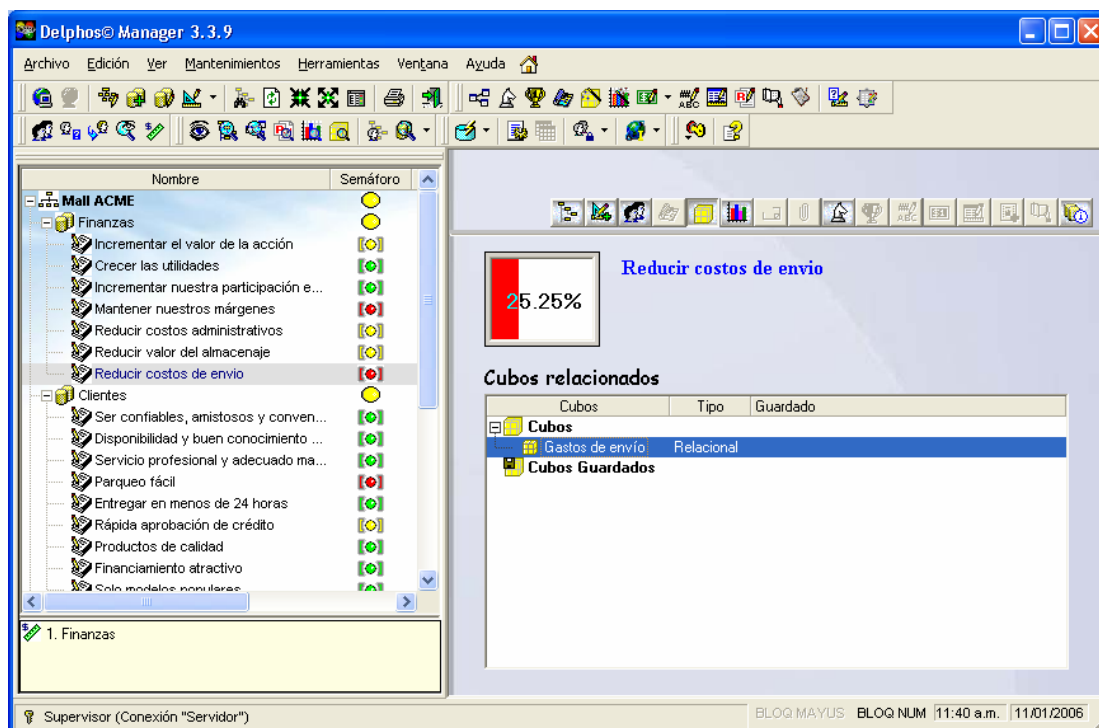 Delphos© Manager 3.3.9
Archivo Edición Ver Mantenimientos Herramientas Ventana Ayuda
Nombre Semáforo
Mall ACME
Finanzas
Incrementar el valor de la acción
Crecer las utilidades
Incrementar nuestra participación e...
Mantener nuestros márgenes
Reducir costos administrativos
Reducir valor del almacenaje
Reducir costos de envio
Clientes
Ser confiables, amistosos y conven...
Disponibilidad y buen conocimiento ...
Servicio profesional y adecuado ma...
Parqueo fácil
Entregar en menos de 24 horas
Rápida aprobación de crédito
Productos de calidad
Financiamiento atractivo
Solo modelos populares
1. Finanzas
25.25%
Reducir costos de envio
Cubos relacionados
Cubos Tipo Guardado
Cubos
Gastos de envío Relacional
Cubos Guardados
Supervisor (Conexión "Servidor") BLOQ MAYUS BLOQ NUM 11:40 a.m. 11/01/2006